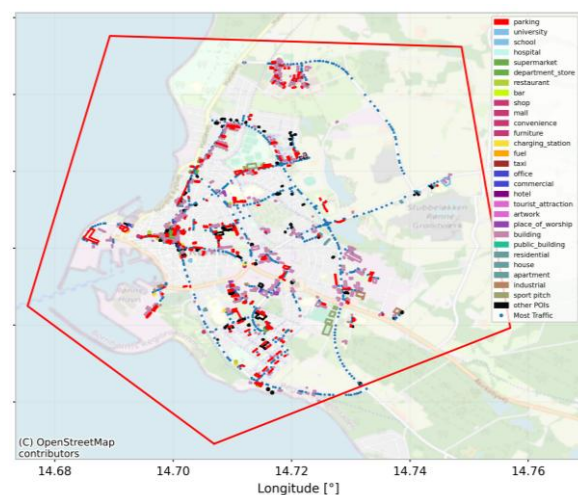 parking
university
school
hospital
supermarket
department_store
restaurant
bar
shop
mall
convenience
furniture
charging_station
fuel
taxi
office
commercial
hotel
tourist_attraction
artwork
place_of_worship
building
public_building
residential
house
apartment
industrial
sport pitch
other POIs
Most Traffic
(C) OpenStreetMap
contributors
14.68 14.70 14.72 14.74 14.76
Longitude [°]